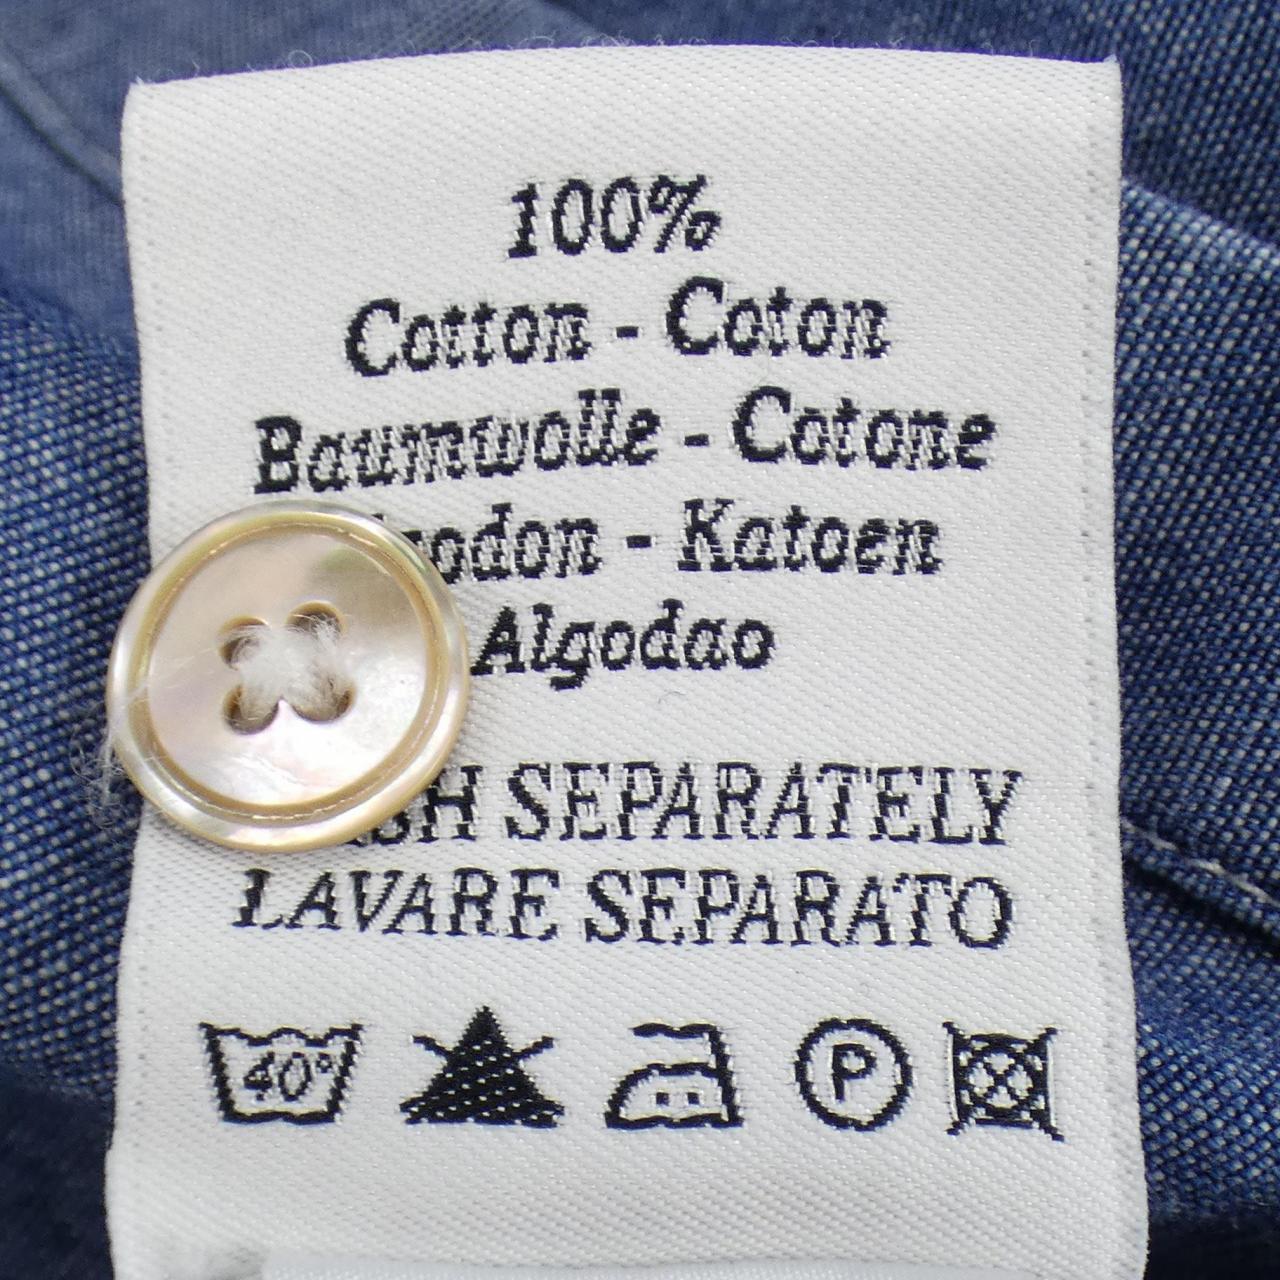 100%
Cotton - Coton
Baumwolle - Cotone
- Katoen
Algodao
SEPARATELY
LAVARE SEPARATO
40°
P